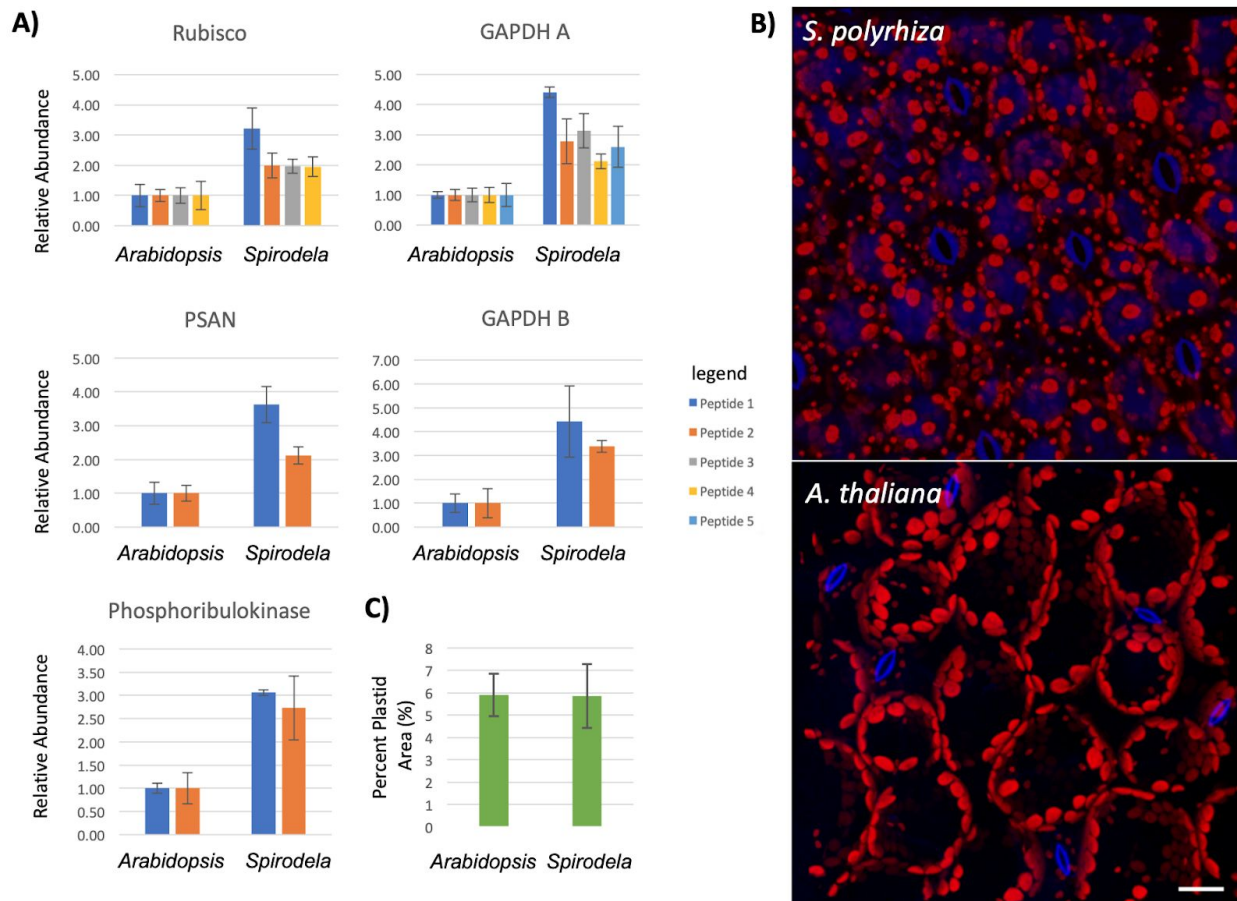 A)
Rubisco
Relative Abundance
5.00
4.00
3.00
2.00
1.00
0.00
Arabidopsis Spirodela
GAPDH A
5.00
4.00
3.00
2.00
1.00
0.00
Arabidopsis Spirodela
PSAN
Relative Abundance
5.00
4.00
3.00
2.00
1.00
0.00
Arabidopsis Spirodela
GAPDH B
7.00
6.00
5.00
4.00
3.00
2.00
1.00
0.00
Arabidopsis Spirodela
legend
Peptide 1
Peptide 2
Peptide 3
Peptide 4
Peptide 5
Phosphoribulokinase
Relative Abundance
4.00
3.50
3.00
2.50
2.00
1.50
1.00
0.50
0.00
Arabidopsis Spirodela
C)
Percent Plastid
Area (%)
8
7
6
5
4
3
2
1
0
Arabidopsis Spirodela
B)
S. polyrhiza
A. thaliana